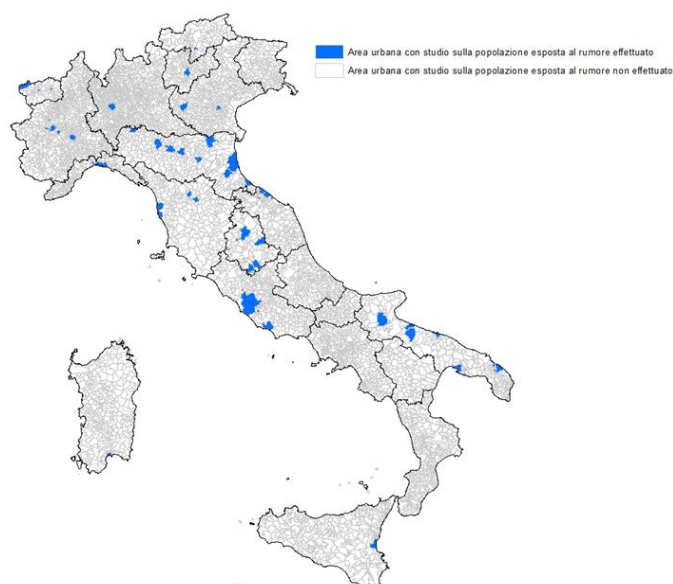 Area urbana con studio sulla popolazione esposta al rumore effettuato
Area urbana con studio sulla popolazione esposta al rumore non effettuato